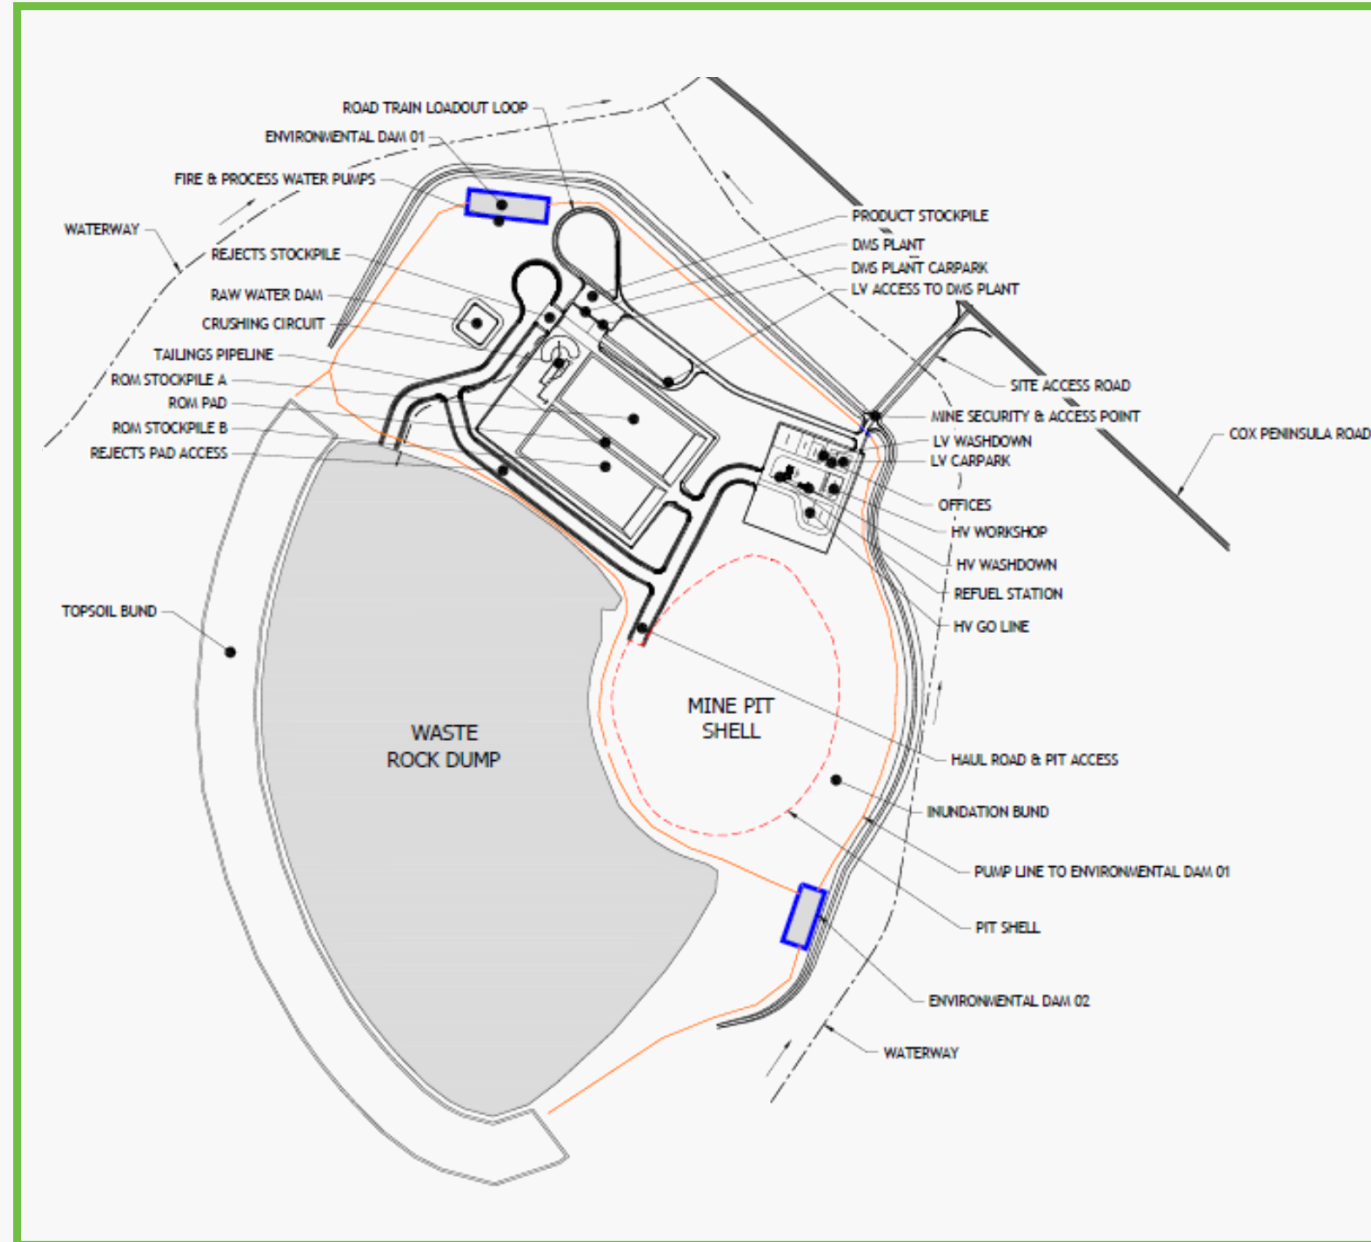 ROAD TRAIN LOADOUT LOOP
ENVIRONMENTAL DAM 01
FIRE & PROCESS WATER PUMPS
WATERWAY
REJECTS STOCKPILE
RAW WATER DAM
CRUSHING CIRCUIT
TAILINGS PIPELINE
ROM STOCKPILE A
ROM PAD
ROM STOCKPILE B
REJECTS PAD ACCESS
TOPSOIL BUND
PRODUCT STOCKPILE
DMS PLANT
DMS PLANT CARPARK
LV ACCESS TO DMS PLANT
SITE ACCESS ROAD
MINE SECURITY & ACCESS POINT
COX PENINSULA ROAD
LV WASHDOWN
LV CARPARK
OFFICES
HV WORKSHOP
HV WASHDOWN
REFUEL STATION
HV GO LINE
MINE PIT
SHELL
WASTE
ROCK DUMP
HAUL ROAD & PIT ACCESS
INUNDATION BUND
PUMP LINE TO ENVIRONMENTAL DAM 01
PIT SHELL
ENVIRONMENTAL DAM 02
WATERWAY